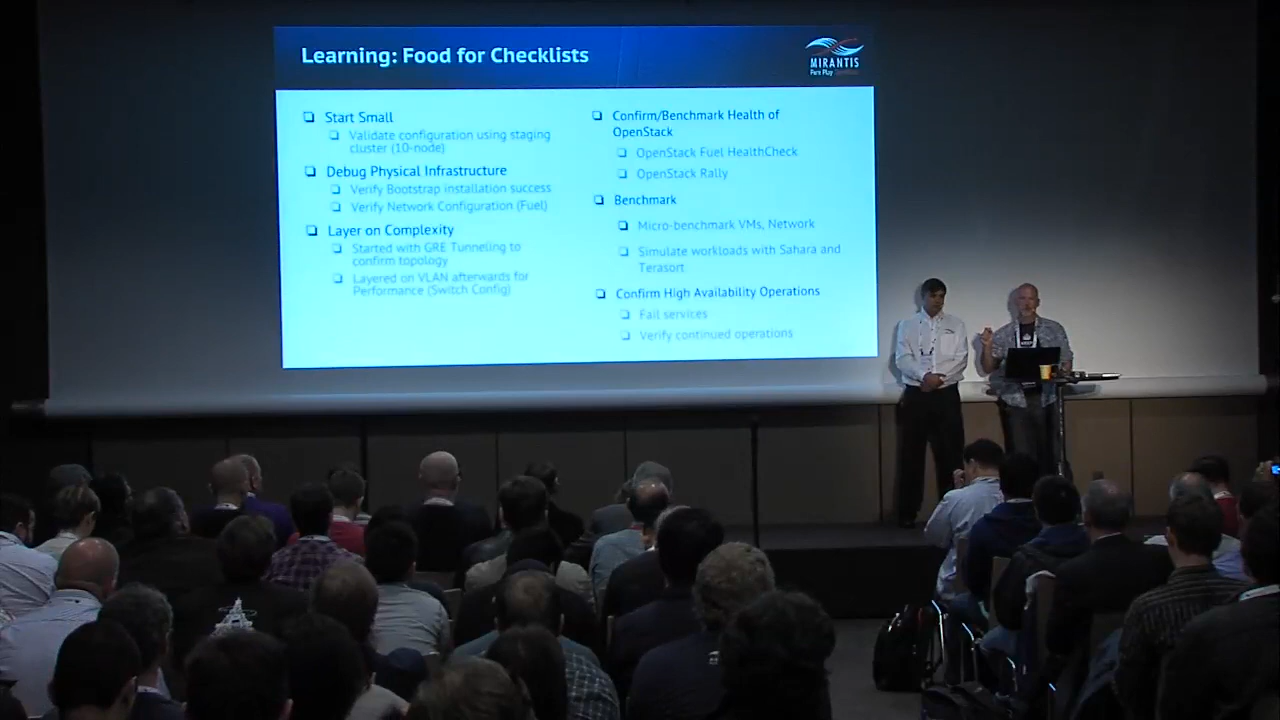 Learning: Food for Checklists
MIRANTIS
Pure Play OpenStack
Start Small
Validate configuration using staging
cluster (10-node)
Debug Physical Infrastructure
Verify Bootstrap installation success
Verify Network Configuration (Fuel)
Layer on Complexity
Started with GRE Tunneling to
confirm topology
Layered on VLAN afterwards for
Performance (Switch Config)
Confirm/Benchmark Health of
OpenStack
OpenStack Fuel HealthCheck
OpenStack Rally
Benchmark
Micro-benchmark VMs, Network
Simulate workloads with Sahara and
Terasort
Confirm High Availability Operations
Fail services
Verify continued operations